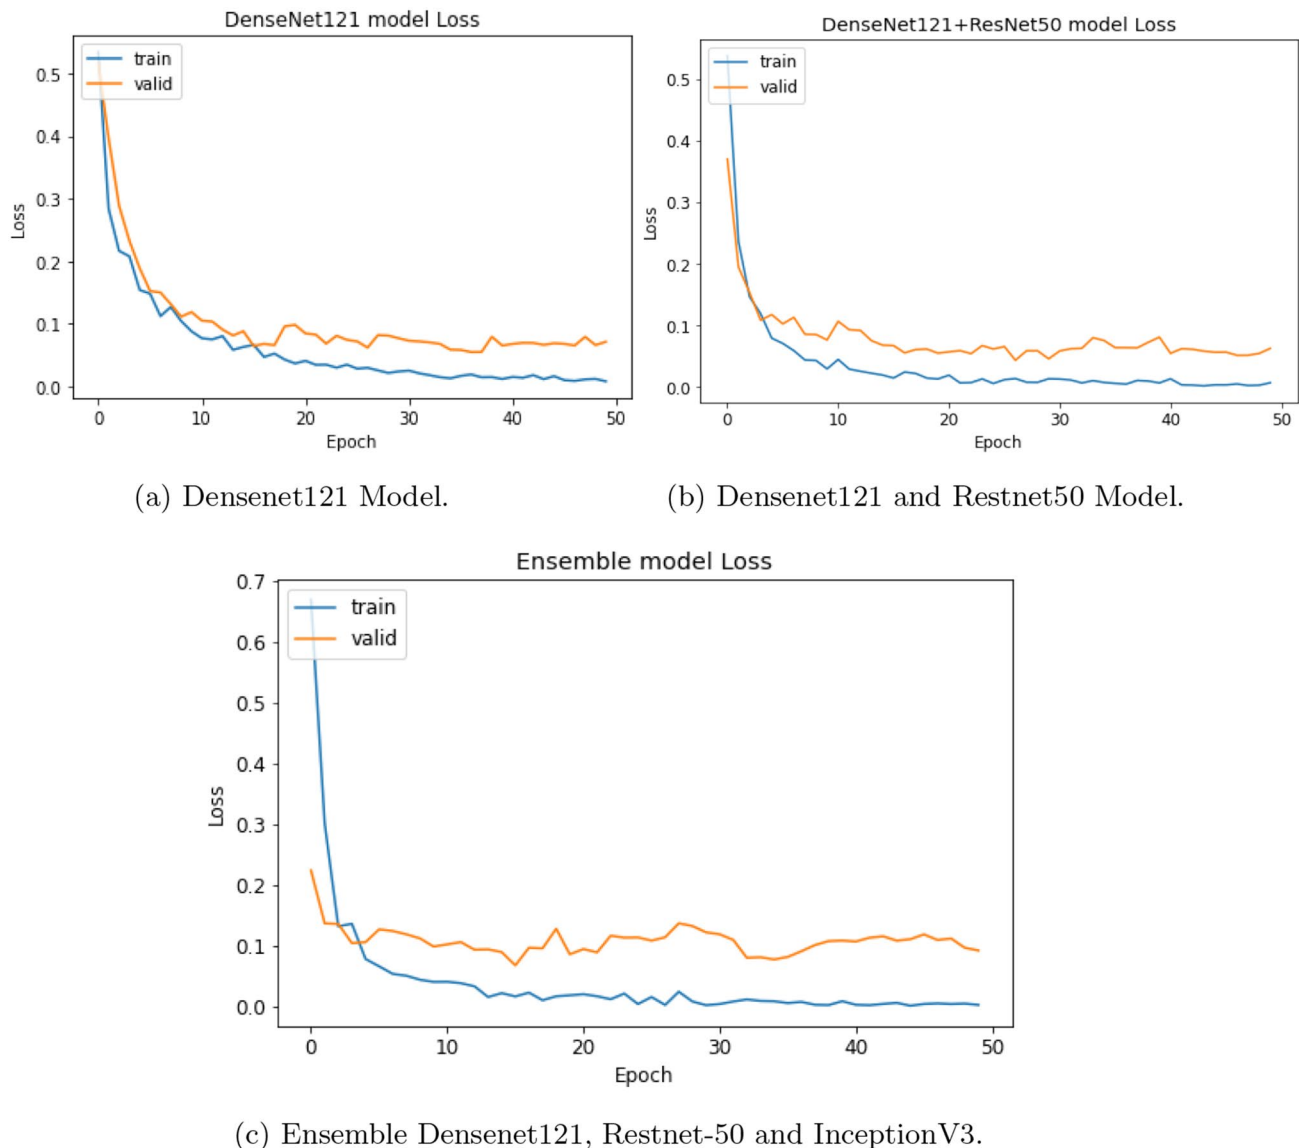 DenseNet121 model Loss
train
valid
0.5
0.4
0.3
0.2
0.1
0.0
Loss
0
10
20
30
40
50
Epoch
(a) Densenet121 Model.
DenseNet121+ResNet50 model Loss
train
valid
0.5
0.4
0.3
0.2
0.1
0.0
Loss
0
10
20
30
40
50
Epoch
(b) Densenet121 and Restnet50 Model.
Ensemble model Loss
train
valid
0.7
0.6
0.5
0.4
0.3
0.2
0.1
0.0
Loss
0
10
20
30
40
50
Epoch
(c) Ensemble Densenet121, Restnet-50 and InceptionV3.